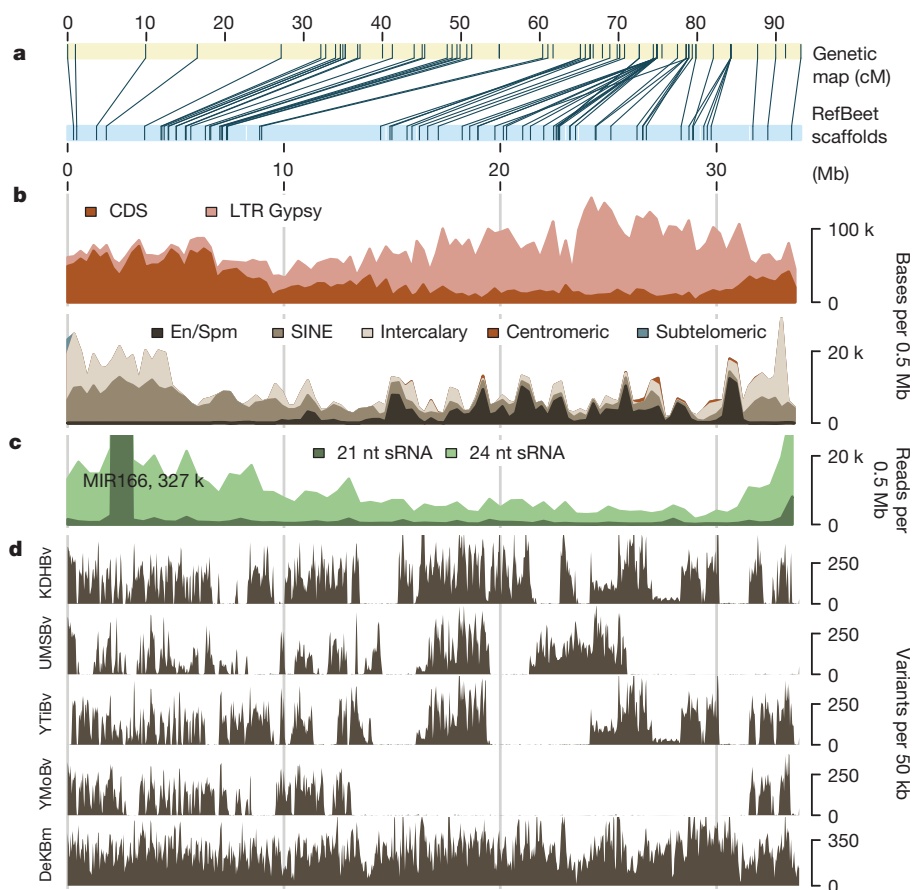 0 10 20 30 40 50 60 70 80 90
a
Genetic
map (cM)
RefBeet
scaffolds
0 10 20 30 (Mb)
b
CDS LTR Gypsy
100 k
0
En/Spm SINE Intercalary Centromeric Subtelomeric
20 k
0
Bases per 0.5 Mb
c
21 nt sRNA 24 nt sRNA
MIR166, 327 k
20 k
0
Reads per
0.5 Mb
d
KDHBv
250
0
UMSBv
250
0
YTiBv
250
0
YMoBv
250
0
DeKBm
350
0
Variants per 50 kb